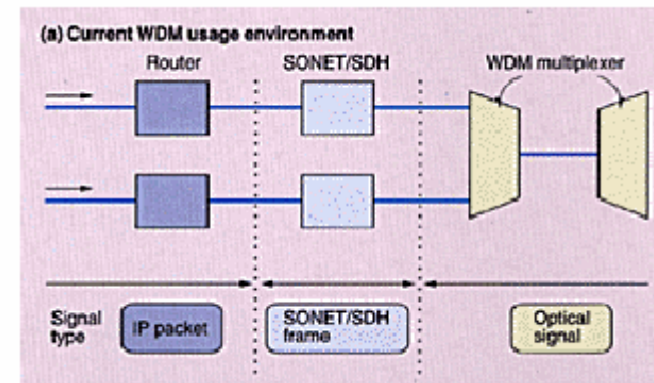 (a) Current WDM usage environment
Router
SONET/SDH
WDM multiplexer
Signal
type
IP packet
SONET/SDH
frame
Optical
signal